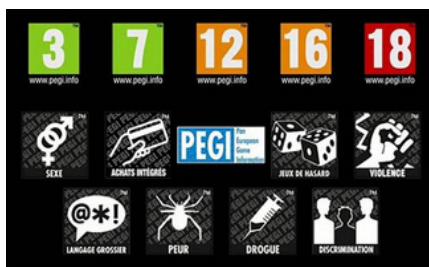 3 7 12 16 18
www.pegi.info www.pegi.info www.pegi.info www.pegi.info www.pegi.info
SEXE
ACHATS INTÉGRÉS
PEGI
Pan
European
Game
Information
JEUX DE HASARD
VIOLENCE
@*!
LANGAGE GROSSIER
PEUR
DROGUE
DISCRIMINATION